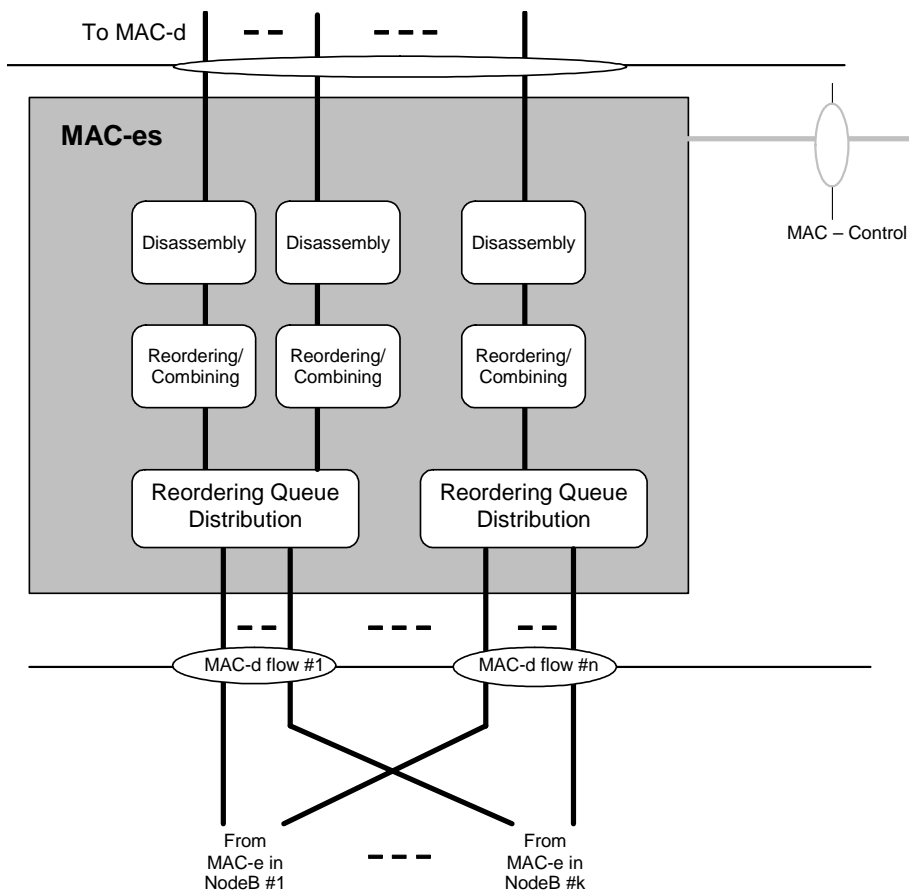 To MAC-d
MAC-es
MAC – Control
Disassembly
Disassembly
Disassembly
Reordering/
Combining
Reordering/
Combining
Reordering/
Combining
Reordering Queue
Distribution
Reordering Queue
Distribution
MAC-d flow #1
MAC-d flow #n
From
MAC-e in
NodeB #1
From
MAC-e in
NodeB #k